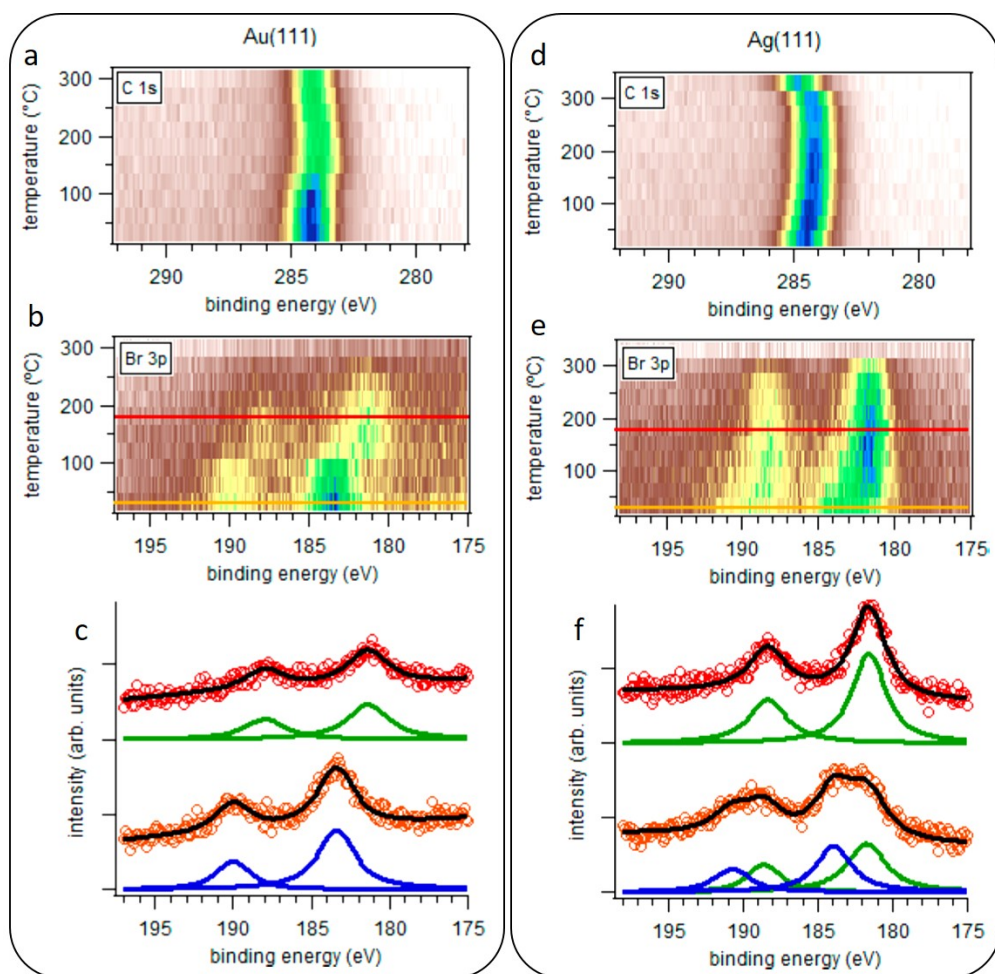 Au(111)
a
C 1s
300
200
100
temperature (°C)
290
285
280
binding energy (eV)
b
Br 3p
300
200
100
temperature (ºC)
195
190
185
180
175
binding energy (eV)
c
intensity (arb. units)
195
190
185
180
175
binding energy (eV)
Ag(111)
d
C 1s
300
200
100
temperature (°C)
290
285
280
binding energy (eV)
e
Br 3p
300
200
100
temperature (ºC)
195
190
185
180
175
binding energy (eV)
f
intensity (arb. units)
195
190
185
180
175
binding energy (eV)